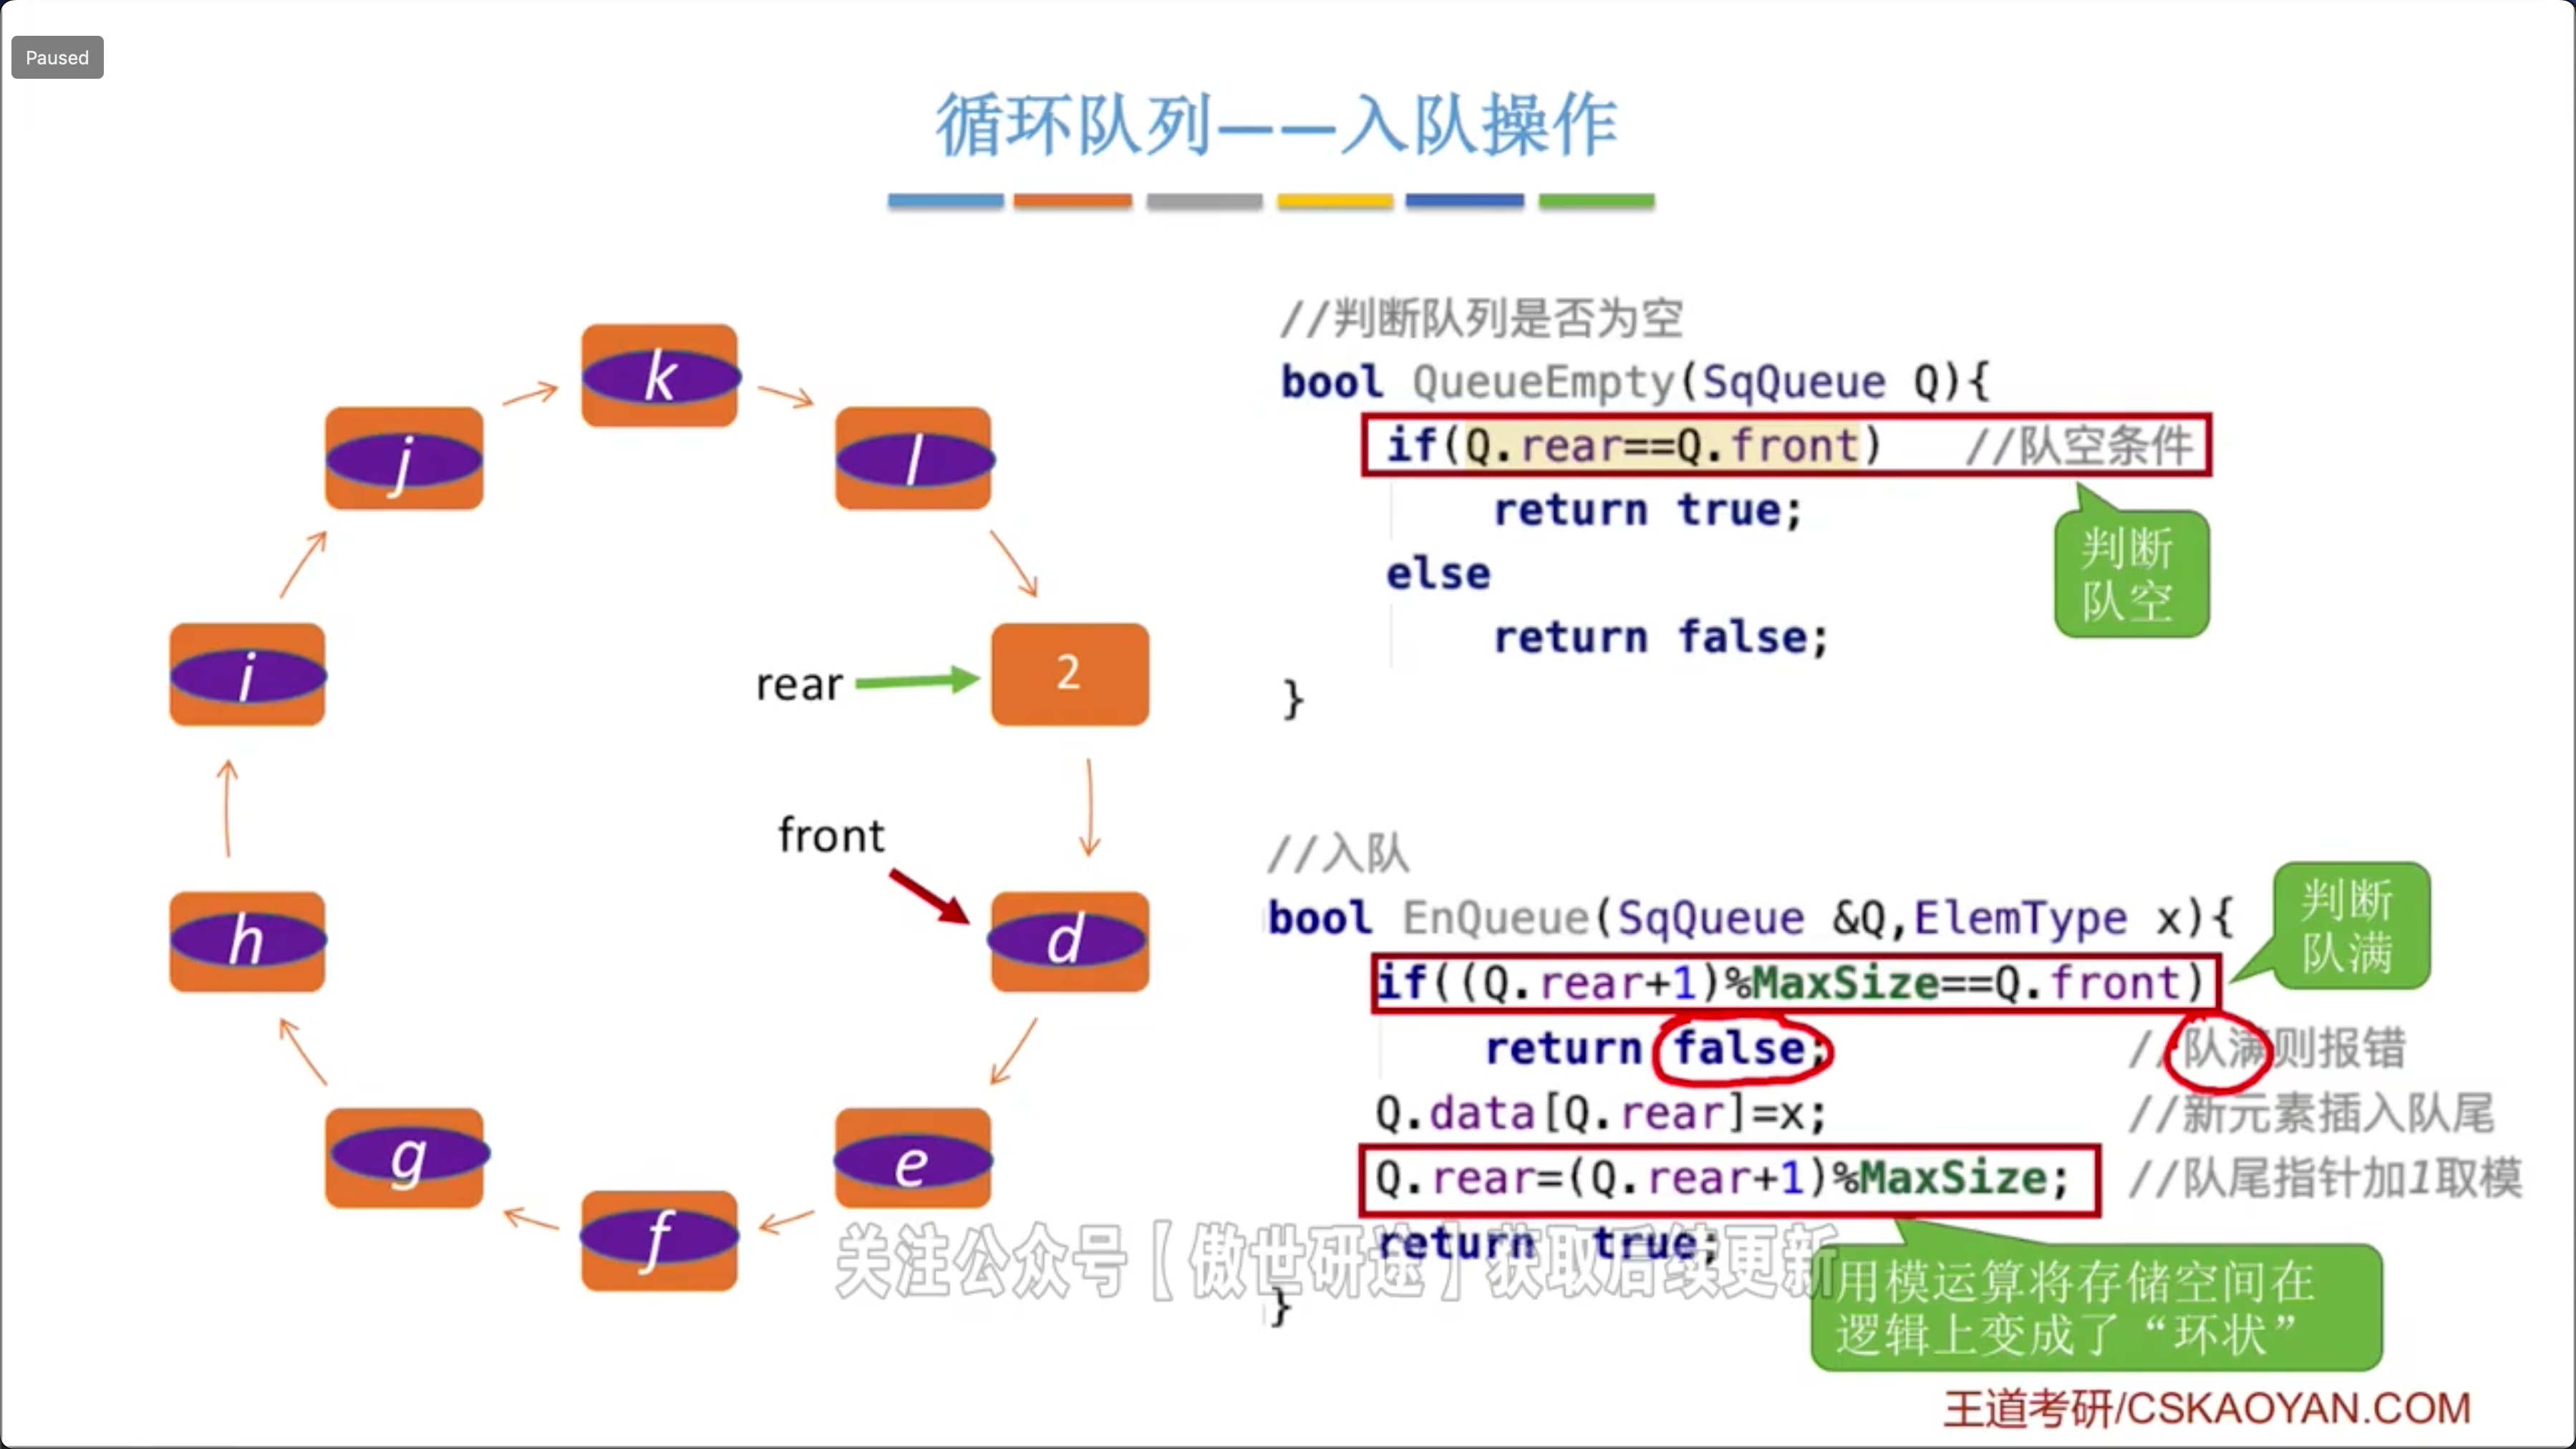 Paused
循环队列——入队操作
k
j
l
i
2
rear
front
h
d
g
e
f
//判断队列是否为空
bool QueueEmpty(SqQueue Q){
if(Q.rear==Q.front) //队空条件
return true;
else
return false;
}
判断
队空
//入队
bool EnQueue(SqQueue &Q,ElemType x){
if((Q.rear+1)%MaxSize==Q.front)
return false; //队满则报错
Q.data[Q.rear]=x; //新元素插入队尾
Q.rear=(Q.rear+1)%MaxSize; //队尾指针加1取模
return true;
}
判断
队满
用模运算将存储空间在
逻辑上变成了“环状”
关注公众号【傲世研途】获取后续更新
王道考研/CSKAOYAN.COM